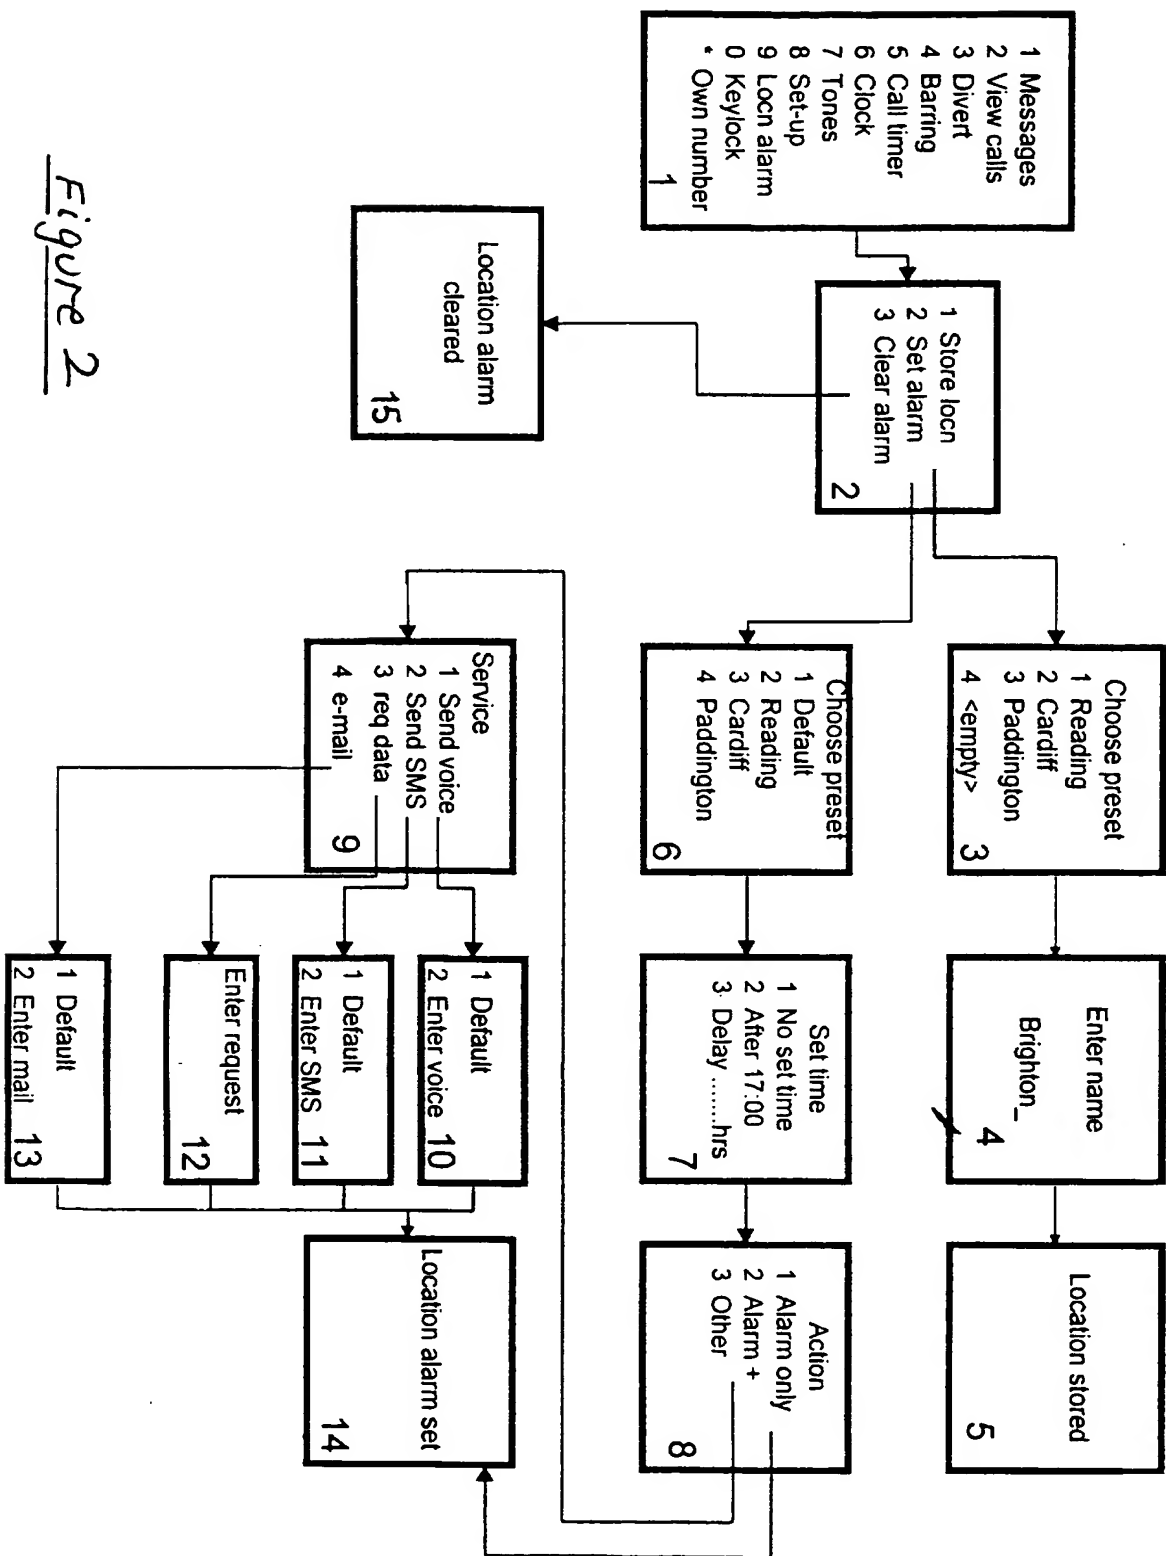 1 Messages
2 View calls
3 Divert
4 Barring
5 Call timer
6 Clock
7 Tones
8 Set-up
9 Locn alarm
0 Keylock
* Own number
1
1 Store locn
2 Set alarm
3 Clear alarm
2
Choose preset
1 Reading
2 Cardiff
3 Paddington
4 <empty>
3
Enter name
Brighton_
4
Location stored
5
Choose preset
1 Default
2 Reading
3 Cardiff
4 Paddington
6
Set time
1 No set time
2 After 17:00
3 Delay ........hrs
7
Action
1 Alarm only
2 Alarm +
3 Other
8
Service
1 Send voice
2 Send SMS
3 req data
4 e-mail
9
1 Default
2 Enter voice
10
1 Default
2 Enter SMS
11
Enter request
12
1 Default
2 Enter mail
13
Location alarm set
14
Location alarm
cleared
15
Figure 2